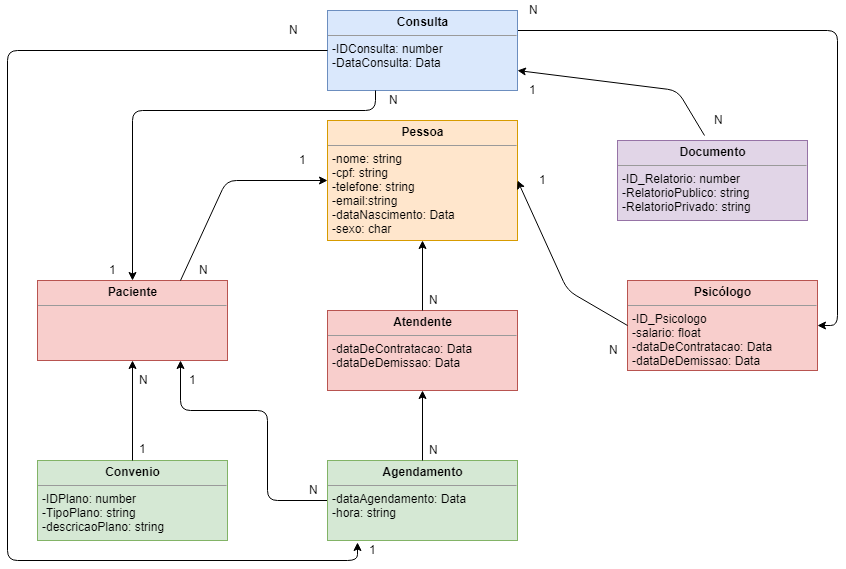 Consulta
-IDConsulta: number
-DataConsulta: Data
N
N
N
1
N
Pessoa
-nome: string
-cpf: string
-telefone: string
-email:string
-dataNascimento: Data
-sexo: char
1
1
Documento
-ID_Relatorio: number
-RelatorioPublico: string
-RelatorioPrivado: string
1
N
Paciente
N
Atendente
-dataDeContratacao: Data
-dataDeDemissao: Data
Psicólogo
-ID_Psicologo
-salario: float
-dataDeContratacao: Data
-dataDeDemissao: Data
N
N
1
1
N
N
Convenio
-IDPlano: number
-TipoPlano: string
-descricaoPlano: string
Agendamento
-dataAgendamento: Data
-hora: string
1